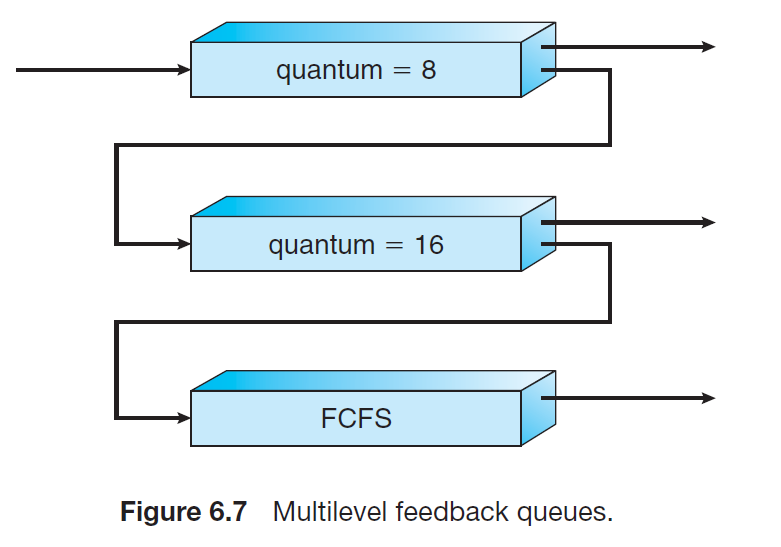 quantum = 8
quantum = 16
FCFS
Figure 6.7 Multilevel feedback queues.